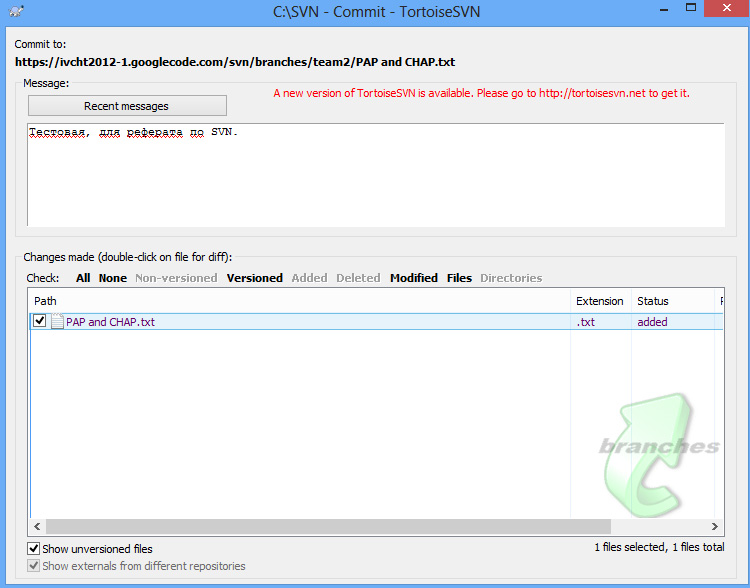 C:\SVN - Commit - TortoiseSVN
Commit to:
https://ivcht2012-1.googlecode.com/svn/branches/team2/PAP and CHAP.txt
Message:
Recent messages
A new version of TortoiseSVN is available. Please go to http://tortoisesvn.net to get it.
Тестовая, для реферата по SVN.
Changes made (double-click on file for diff):
Check: All None Non-versioned Versioned Added Deleted Modified Files Directories
Path Extension Status
PAP and CHAP.txt .txt added
branches
Show unversioned files
1 files selected, 1 files total
Show externals from different repositories